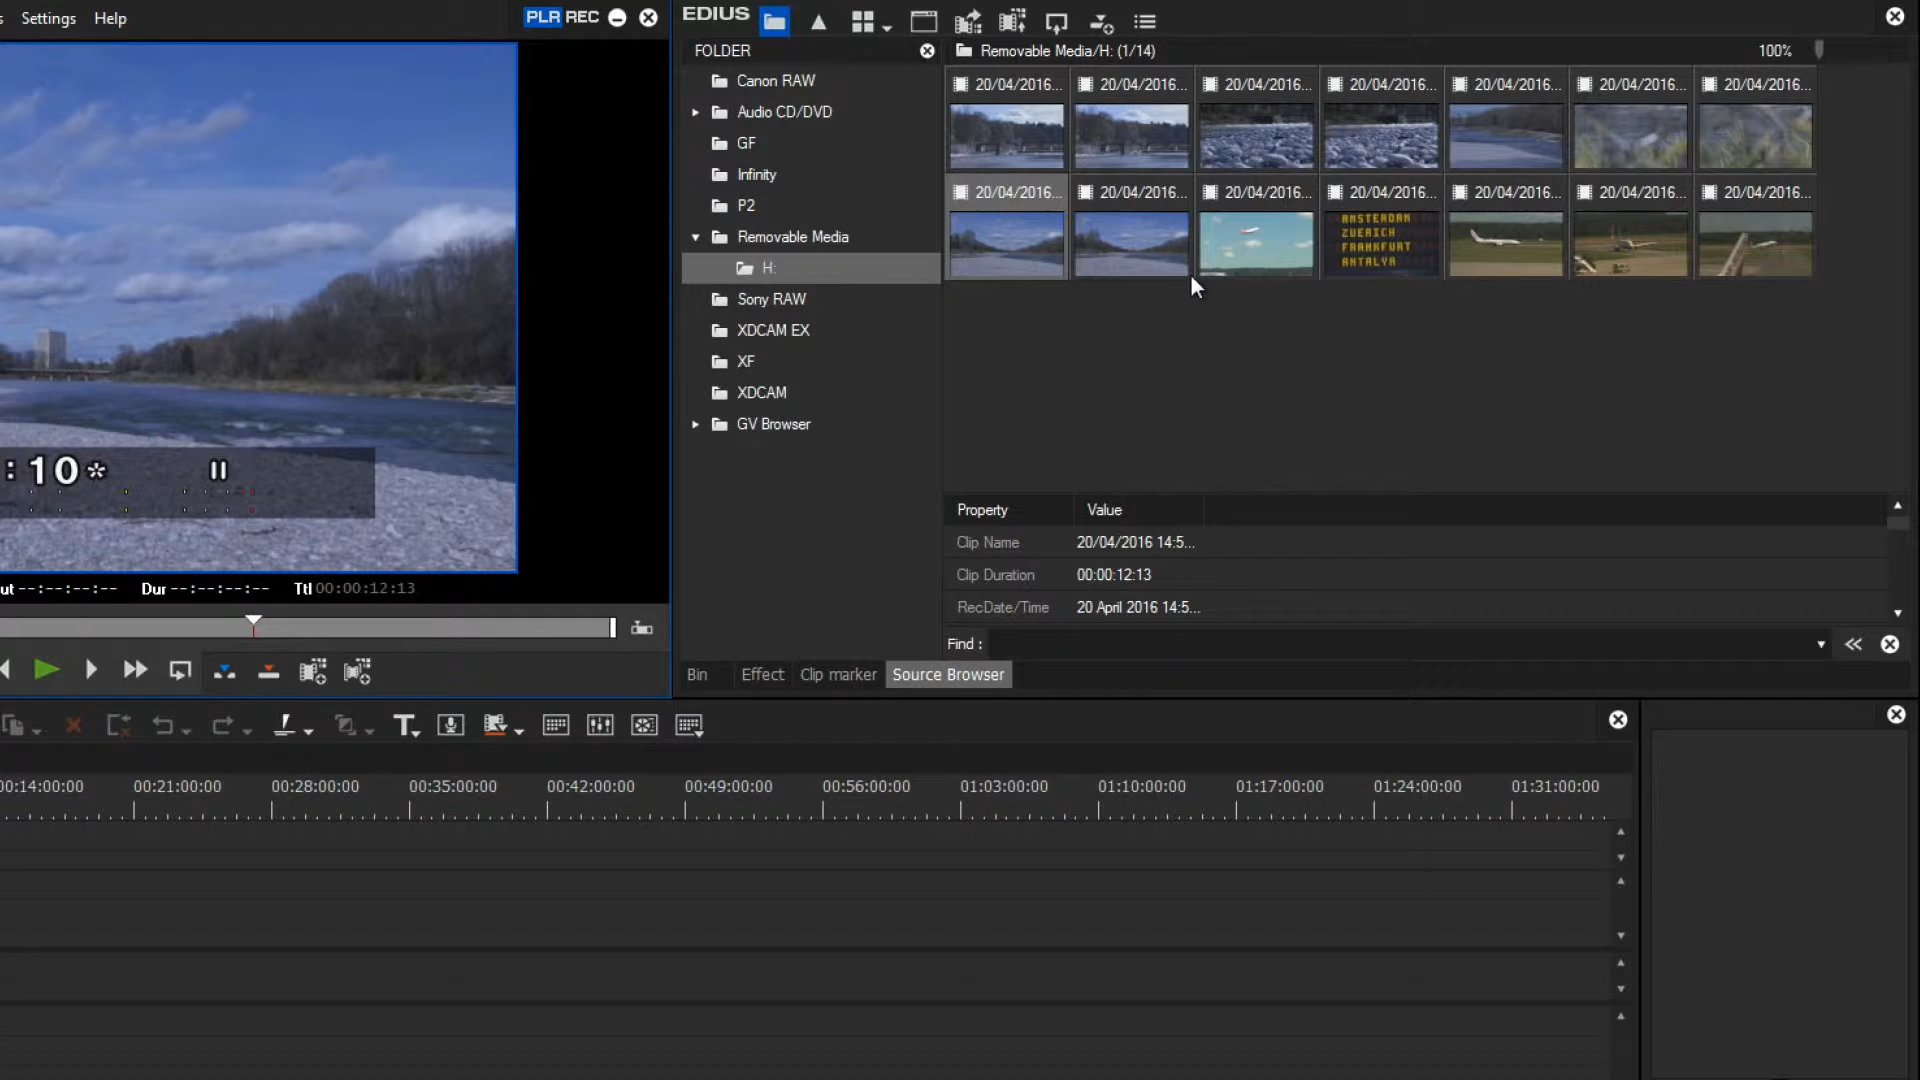 Settings Help
PLR REC
EDIUS
FOLDER
Removable Media/H: (1/14)
100%
Canon RAW
Audio CD/DVD
GF
Infinity
P2
Removable Media
H:
Sony RAW
XDCAM EX
XF
XDCAM
GV Browser
20/04/2016... 20/04/2016... 20/04/2016... 20/04/2016... 20/04/2016... 20/04/2016... 20/04/2016...
20/04/2016... 20/04/2016... 20/04/2016... 20/04/2016... 20/04/2016... 20/04/2016... 20/04/2016...
AMSTERDAM
ZUERICH
FRANKFURT
ANTALYA
:10*
ut --:--:--:-- Dur --:--:--:-- Ttl 00:00:12:13
Property Value
Clip Name 20/04/2016 14:5...
Clip Duration 00:00:12:13
RecDate/Time 20 April 2016 14:5...
Find :
Bin Effect Clip marker Source Browser
00:14:00:00 00:21:00:00 00:28:00:00 00:35:00:00 00:42:00:00 00:49:00:00 00:56:00:00 01:03:00:00 01:10:00:00 01:17:00:00 01:24:00:00 01:31:00:00